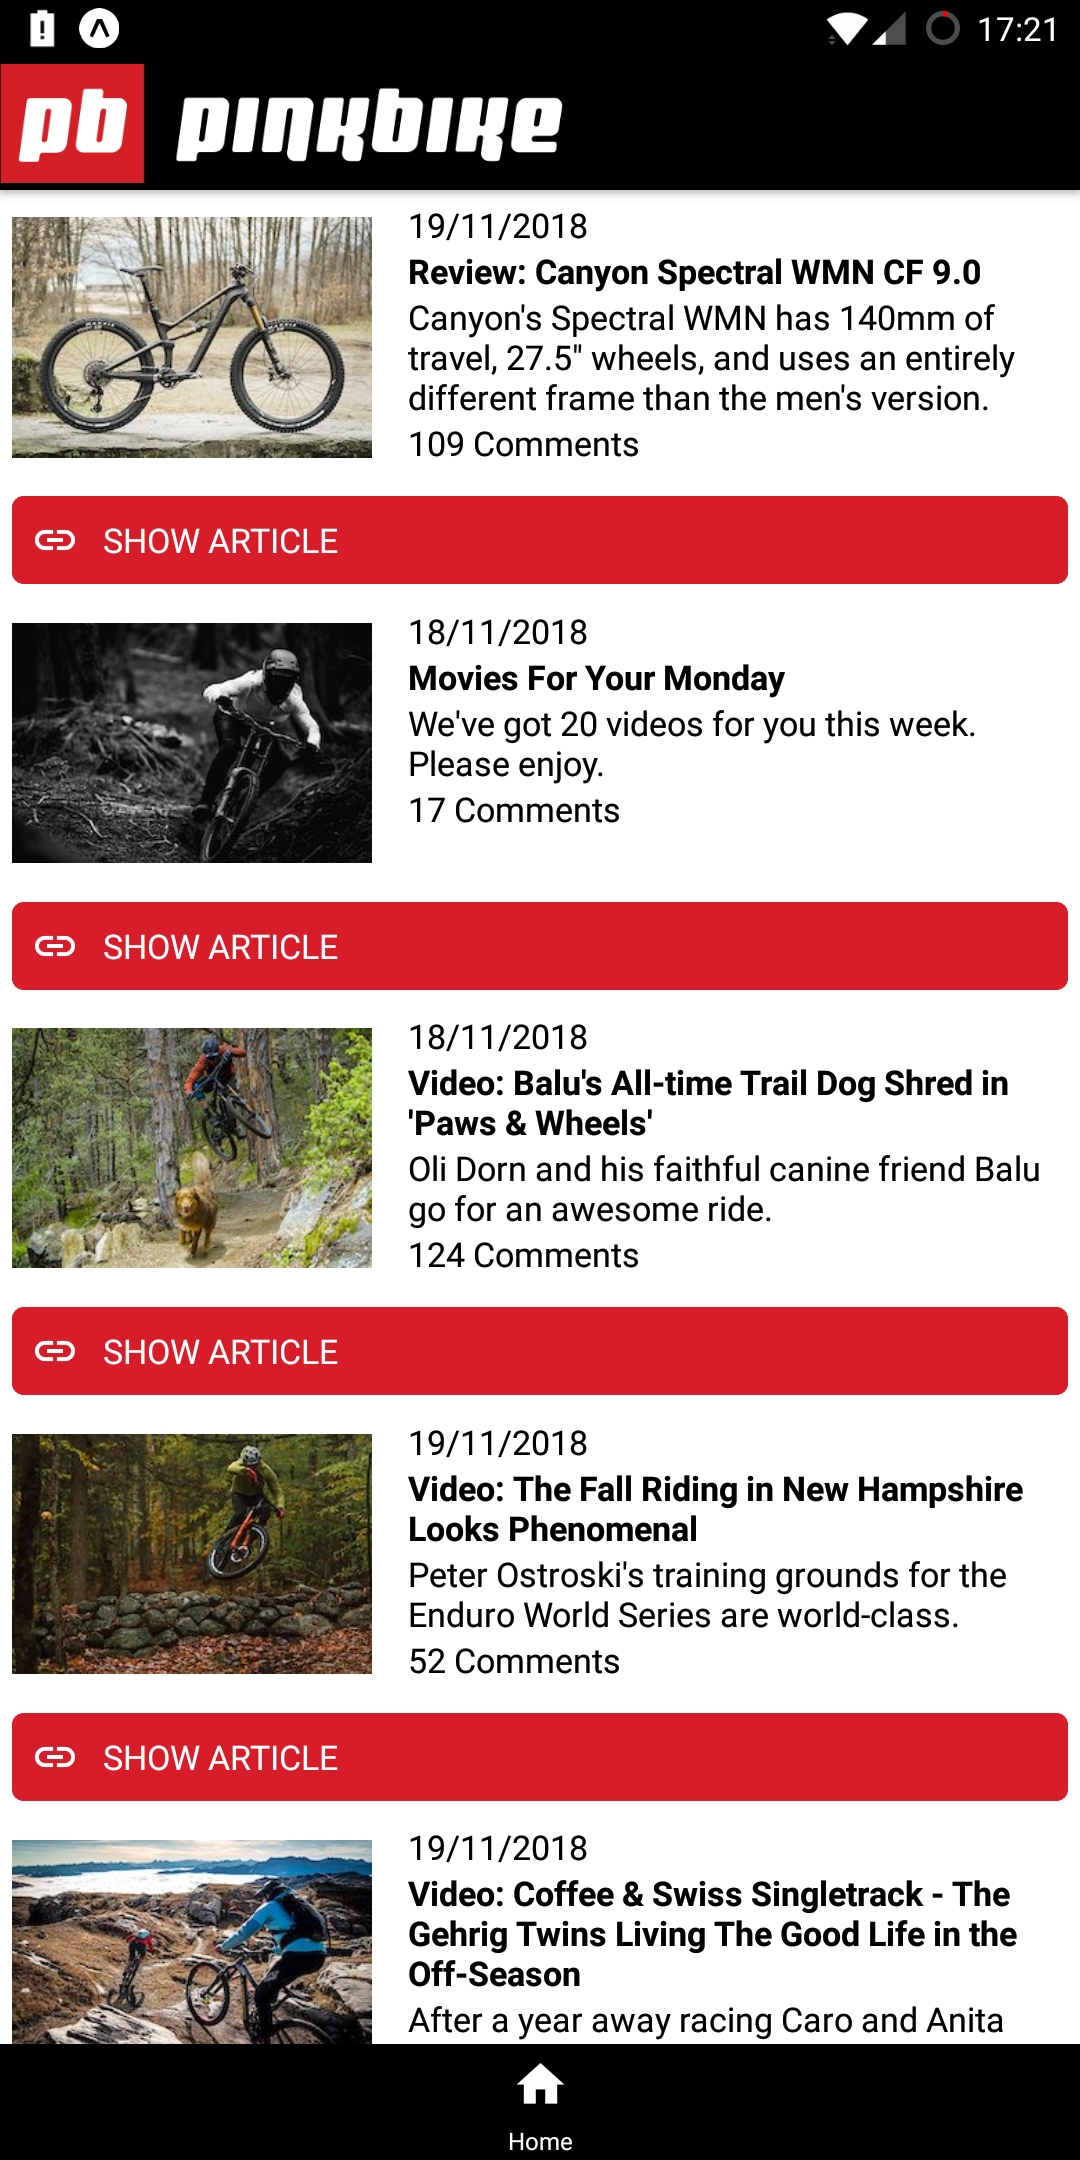 17:21
pb pinkbike
19/11/2018
Review: Canyon Spectral WMN CF 9.0
Canyon's Spectral WMN has 140mm of
travel, 27.5" wheels, and uses an entirely
different frame than the men's version.
109 Comments
SHOW ARTICLE
18/11/2018
Movies For Your Monday
We've got 20 videos for you this week.
Please enjoy.
17 Comments
SHOW ARTICLE
18/11/2018
Video: Balu's All-time Trail Dog Shred in
'Paws & Wheels'
Oli Dorn and his faithful canine friend Balu
go for an awesome ride.
124 Comments
SHOW ARTICLE
19/11/2018
Video: The Fall Riding in New Hampshire
Looks Phenomenal
Peter Ostroski's training grounds for the
Enduro World Series are world-class.
52 Comments
SHOW ARTICLE
19/11/2018
Video: Coffee & Swiss Singletrack - The
Gehrig Twins Living The Good Life in the
Off-Season
After a year away racing Caro and Anita
Home